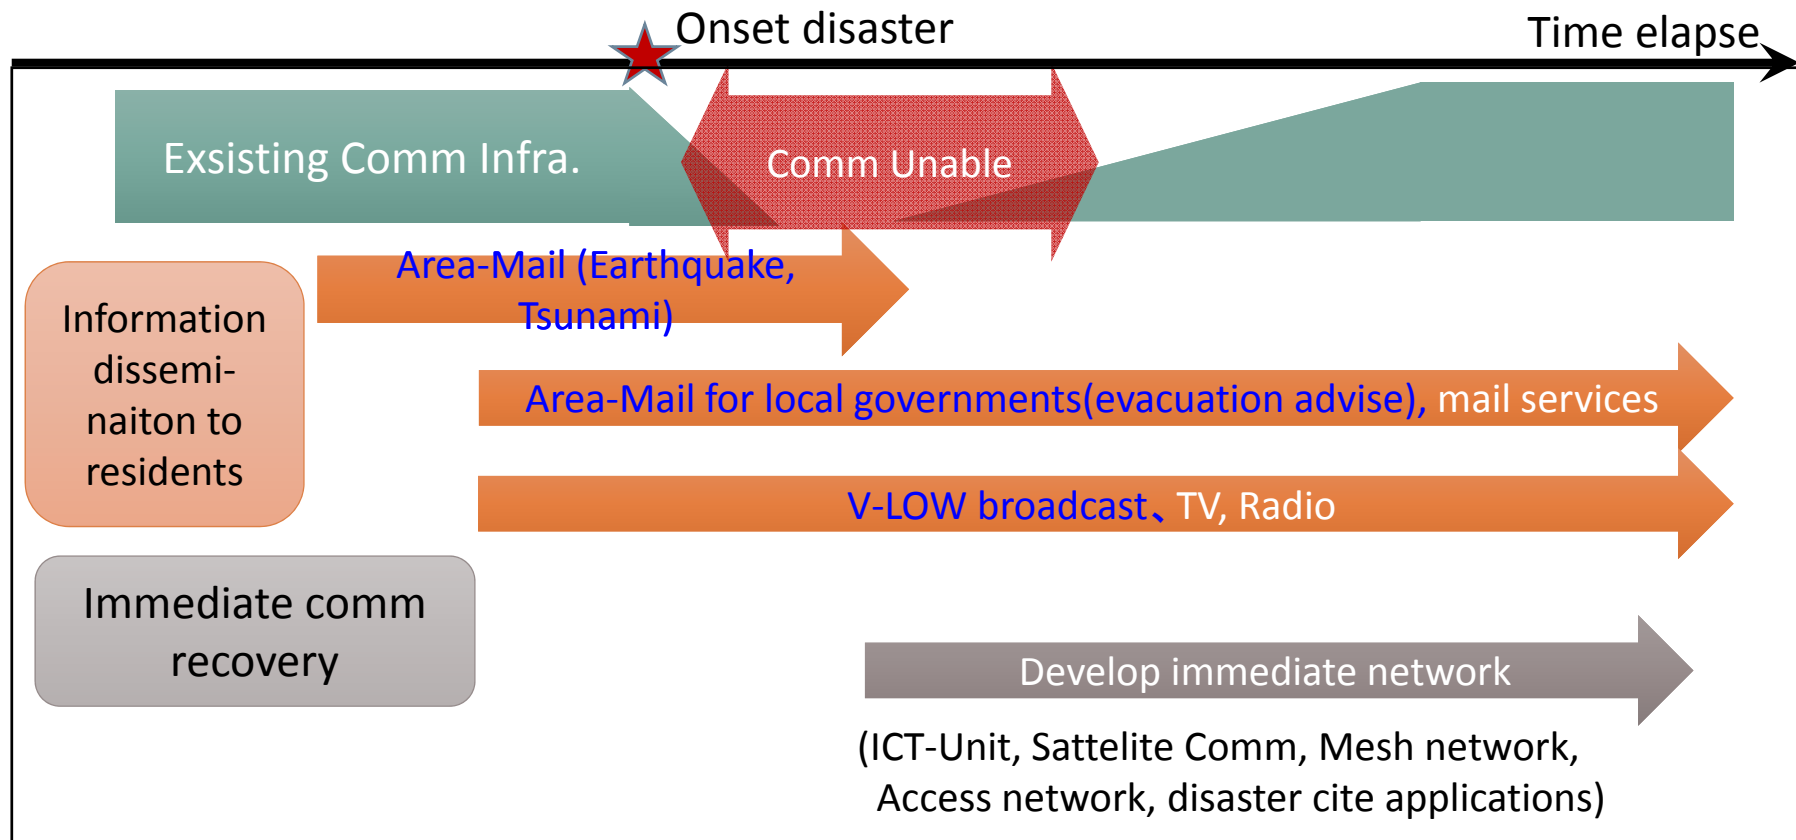 Onset disaster
Time elapse
Exsisting Comm Infra.
Comm Unable
Area-Mail (Earthquake,
Tsunami)
Information
dissemi-
naiton to
residents
Area-Mail for local governments(evacuation advise), mail services
V-LOW broadcast、TV, Radio
Immediate comm
recovery
Develop immediate network
(ICT-Unit, Sattelite Comm, Mesh network,
Access network, disaster cite applications)